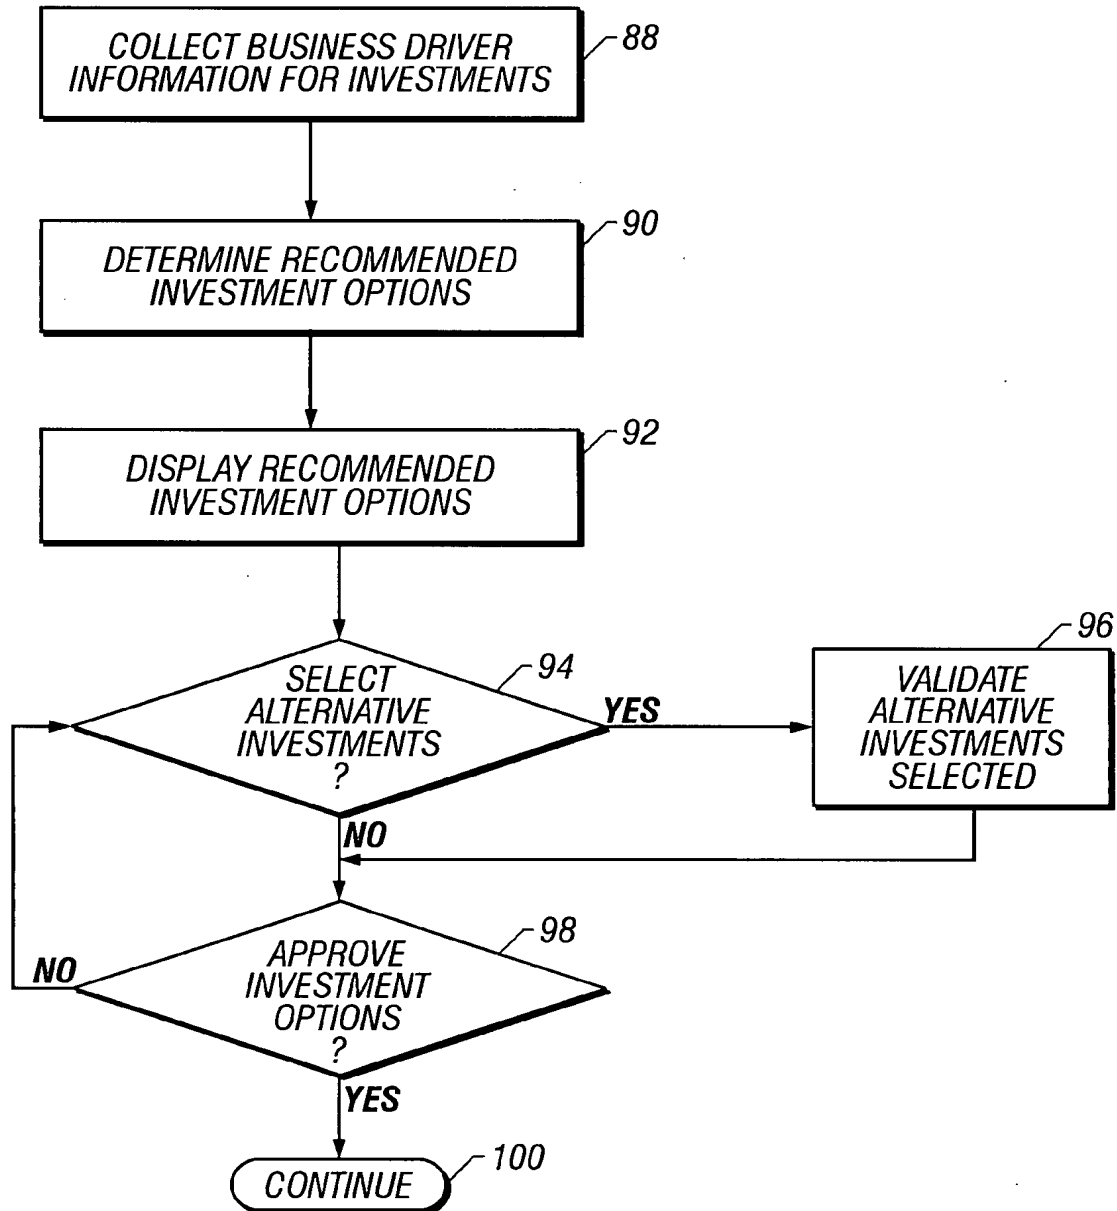 COLLECT BUSINESS DRIVER
INFORMATION FOR INVESTMENTS
88
DETERMINE RECOMMENDED
INVESTMENT OPTIONS
90
DISPLAY RECOMMENDED
INVESTMENT OPTIONS
92
SELECT
ALTERNATIVE
INVESTMENTS
?
94
YES
VALIDATE
ALTERNATIVE
INVESTMENTS
SELECTED
96
NO
APPROVE
INVESTMENT
OPTIONS
?
98
NO
YES
CONTINUE
100